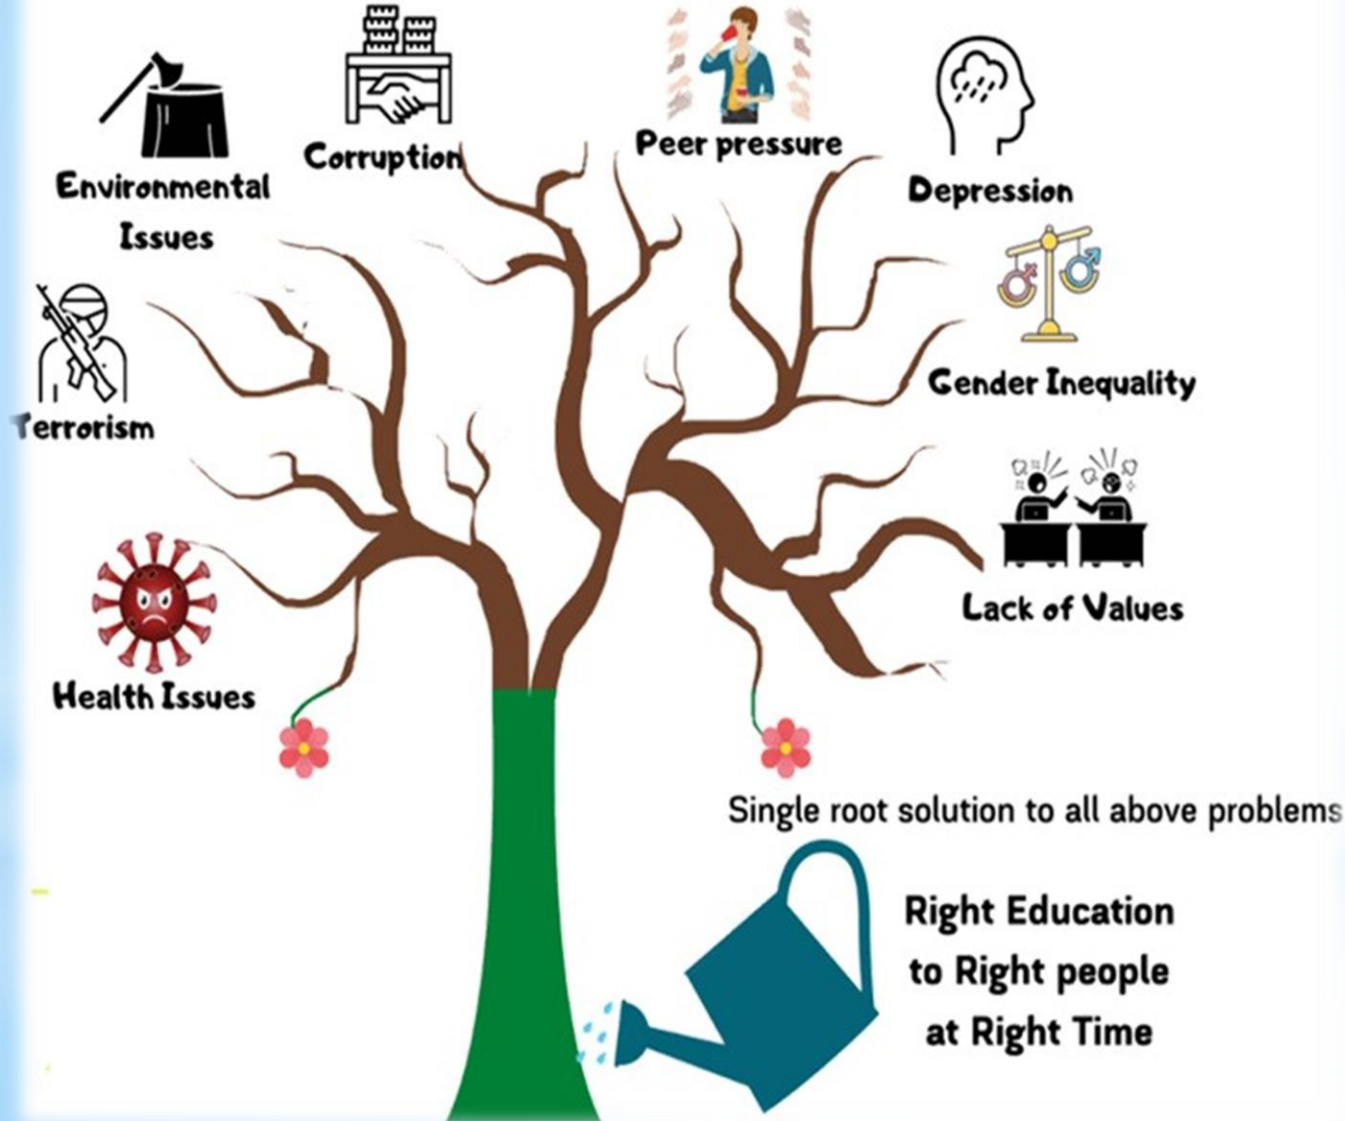 Corruption
Peer pressure
Environmental
Issues
Depression
Terrorism
Gender Inequality
Lack of Values
Health Issues
Single root solution to all above problems
Right Education
to Right people
at Right Time